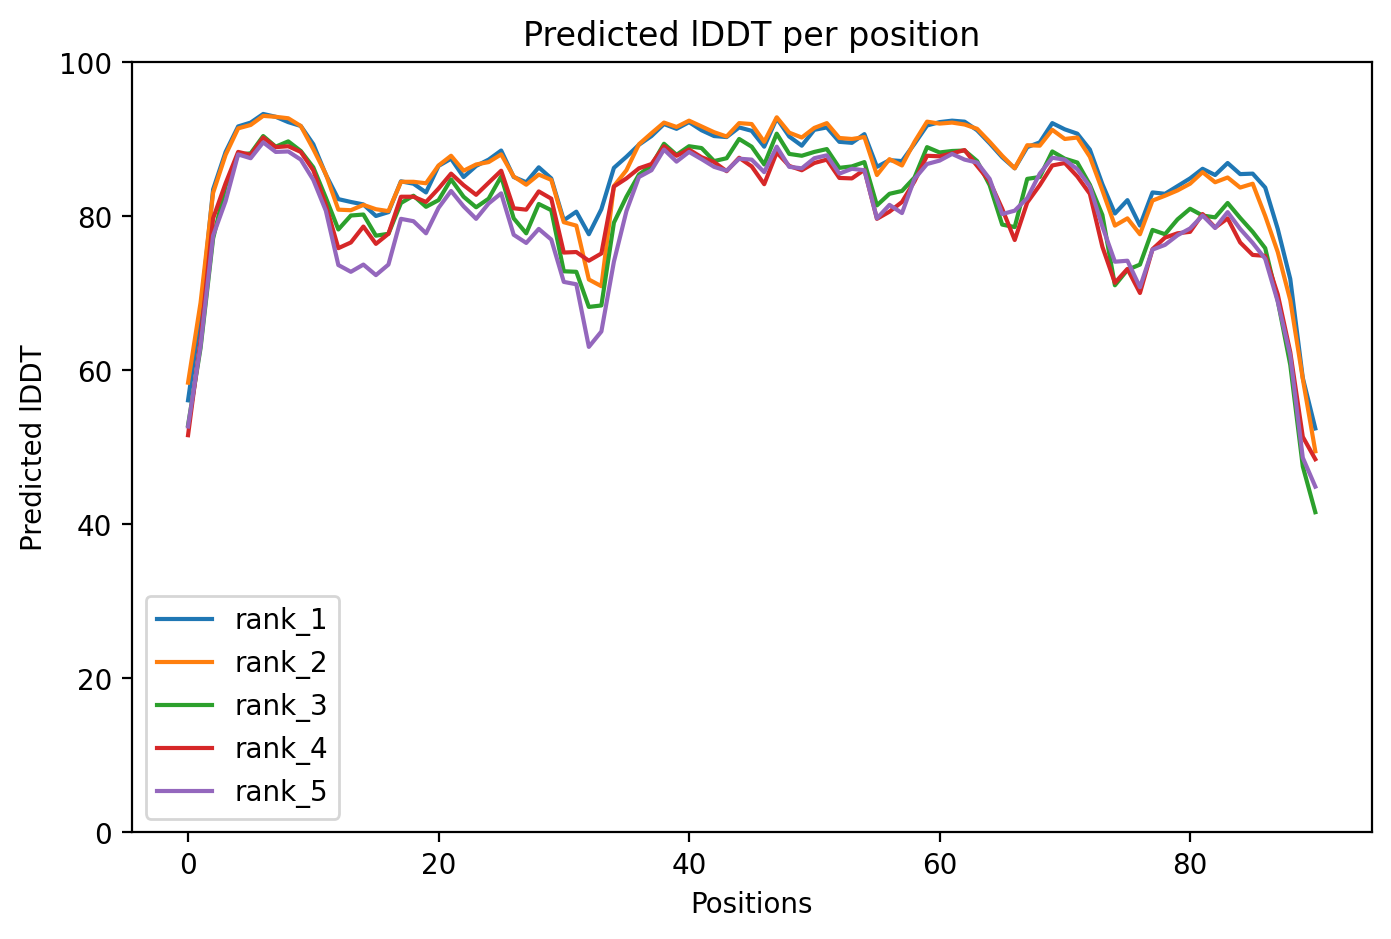 Predicted lDDT per position
100
80
60
40
20
0
Predicted lDDT
rank_1
rank_2
rank_3
rank_4
rank_5
0 20 40 60 80
Positions